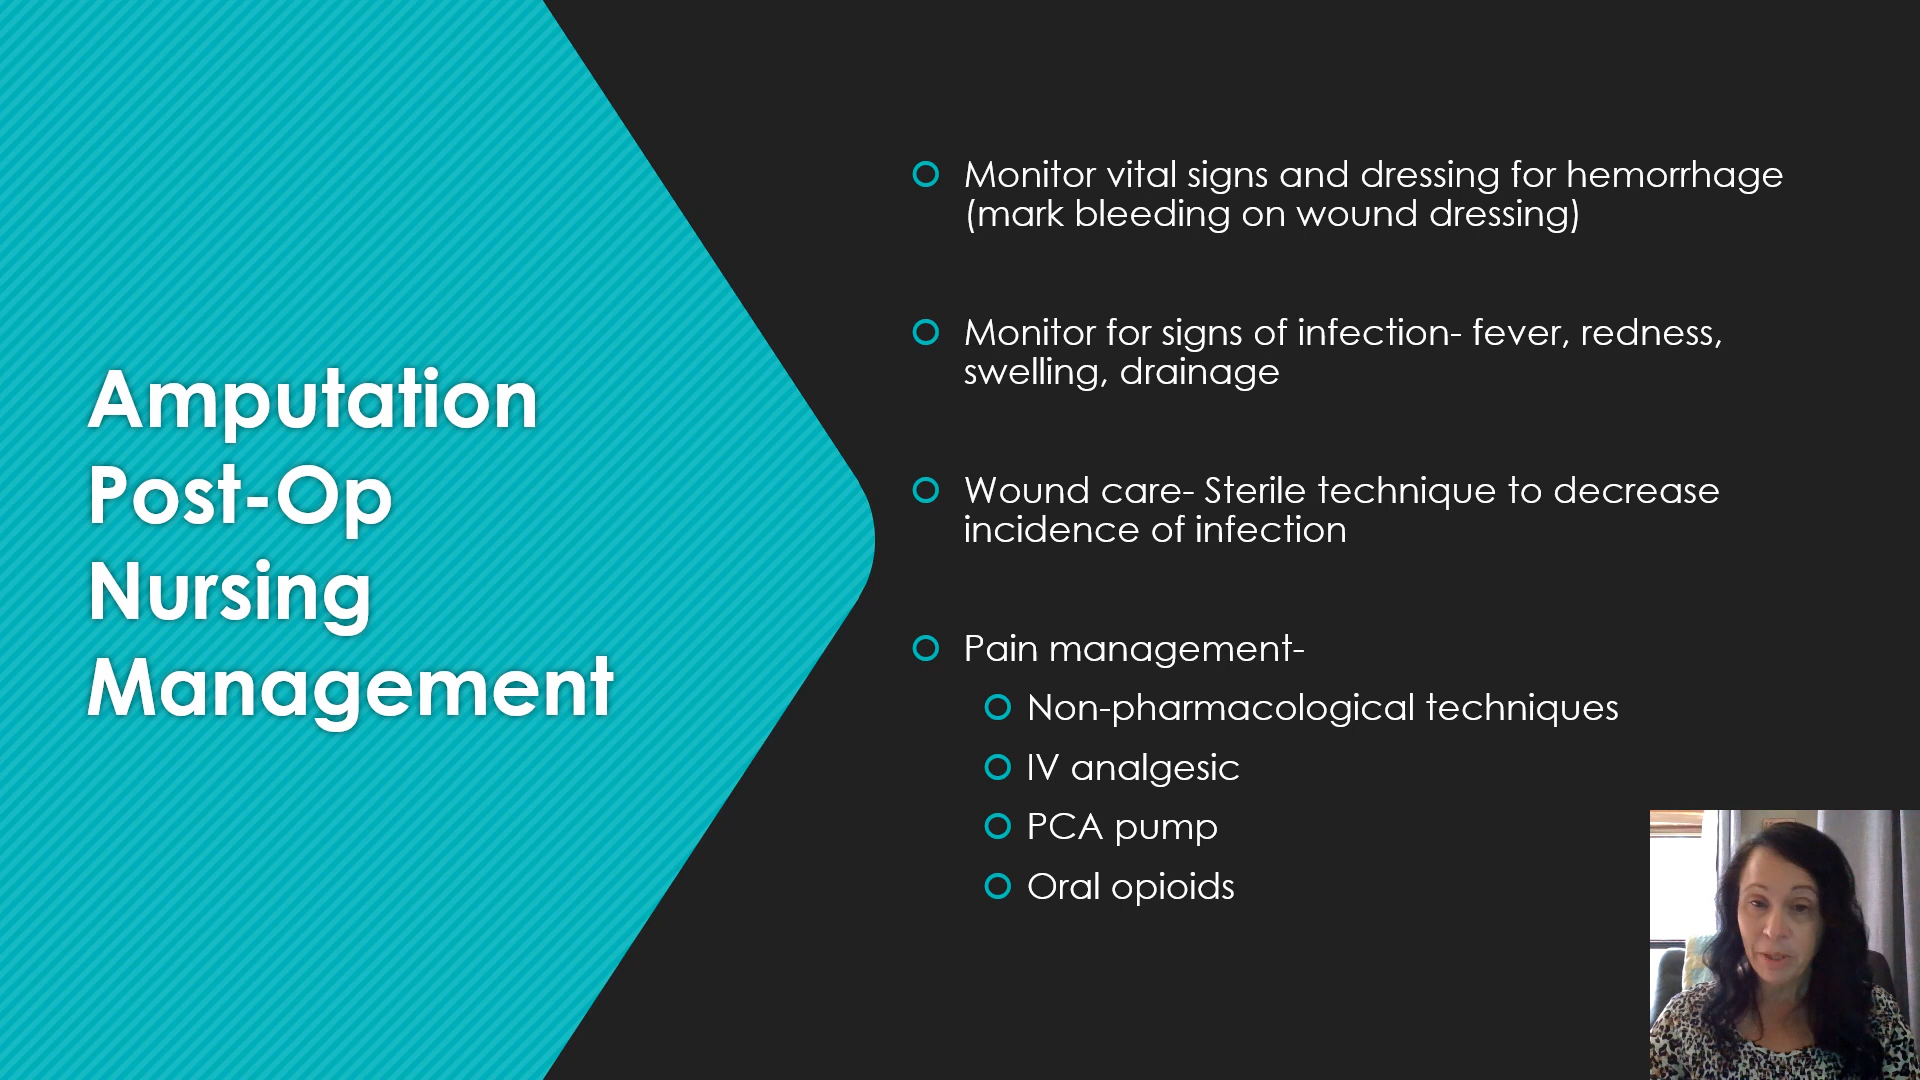 Amputation
Post-Op
Nursing
Management
Monitor vital signs and dressing for hemorrhage
(mark bleeding on wound dressing)
Monitor for signs of infection- fever, redness,
swelling, drainage
Wound care- Sterile technique to decrease
incidence of infection
Pain management-
Non-pharmacological techniques
IV analgesic
PCA pump
Oral opioids